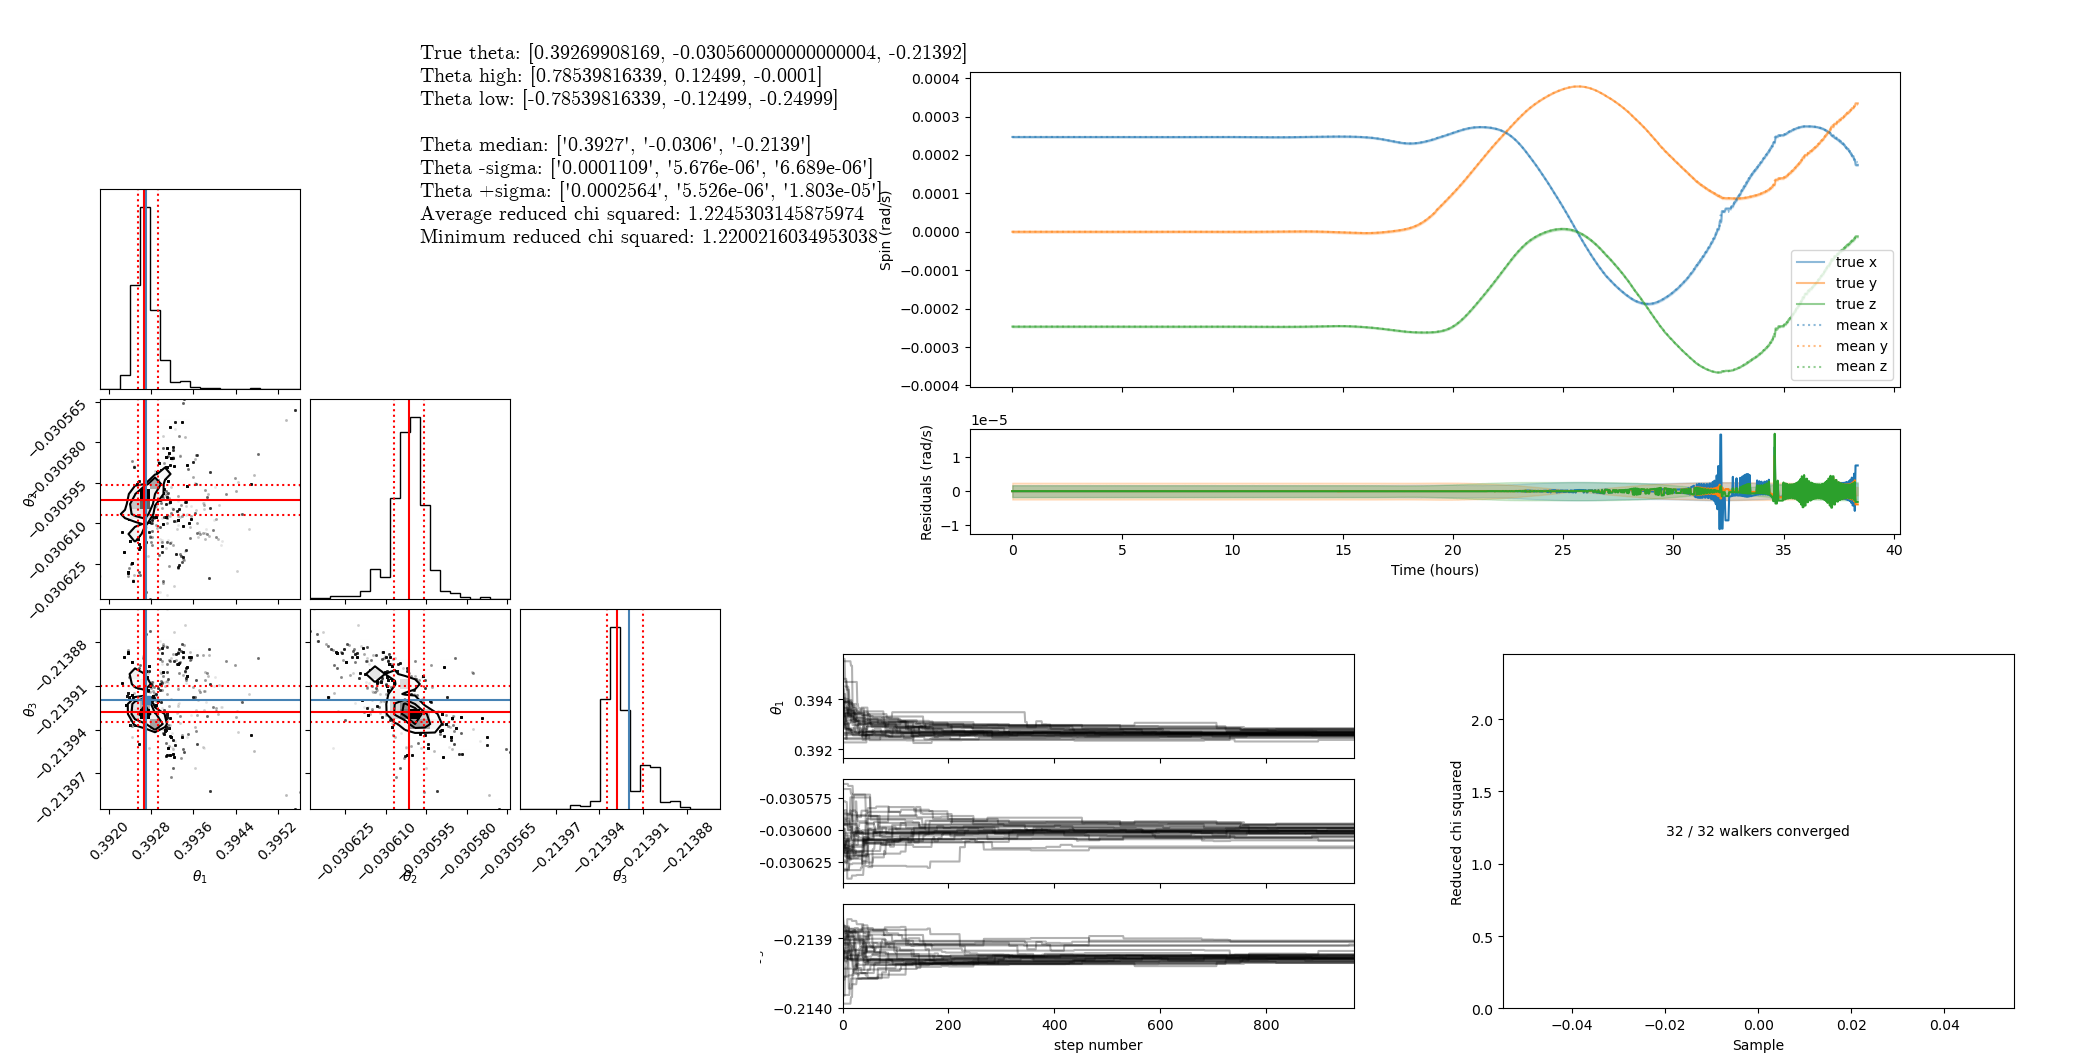 True theta: [0.39269908169, -0.030560000000000004, -0.21392]
Theta high: [0.78539816339, 0.12499, -0.0001]
Theta low: [-0.78539816339, -0.12499, -0.24999]
Theta median: ['0.3927', '-0.0306', '-0.2139']
Theta -sigma: ['0.0001109', '5.676e-06', '6.689e-06']
Theta +sigma: ['0.0002564', '5.526e-06', '1.803e-05']
Average reduced chi squared: 1.2245303145875974
Minimum reduced chi squared: 1.2200216034953038
0.0004
0.0003
0.0002
0.0001
0.0000
−0.0001
−0.0002
−0.0003
−0.0004
Spin (rad/s)
true x
true y
true z
mean x
mean y
mean z
1e−5
1
0
−1
Residuals (rad/s)
0 5 10 15 20 25 30 35 40
Time (hours)
−0.030565
−0.030580
−0.030595
−0.030610
−0.030625
θ2
−0.21388
−0.21391
−0.21394
−0.21397
θ3
0.3920 0.3928 0.3936 0.3944 0.3952
θ1
−0.030625 −0.030610 −0.030595 −0.030580 −0.030565
θ2
−0.21397 −0.21394 −0.21391 −0.21388
θ3
θ1
0.394
0.392
−0.030575
−0.030600
−0.030625
−0.2139
−0.2140
0 200 400 600 800
step number
2.0
1.5
1.0
0.5
0.0
Reduced chi squared
32 / 32 walkers converged
−0.04 −0.02 0.00 0.02 0.04
Sample